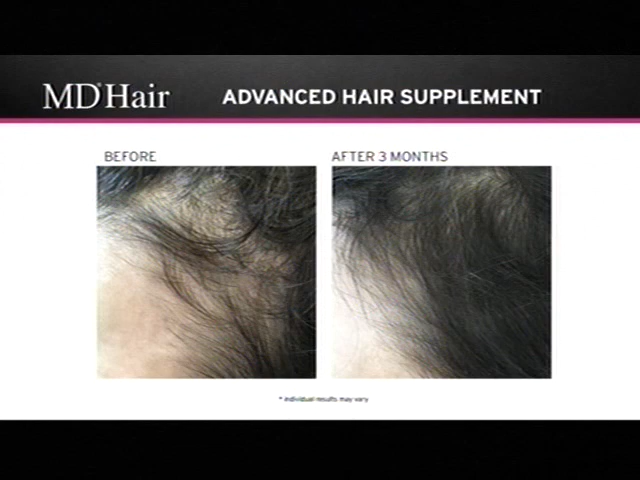 MD Hair
ADVANCED HAIR SUPPLEMENT
BEFORE
AFTER 3 MONTHS
* Individual results may vary